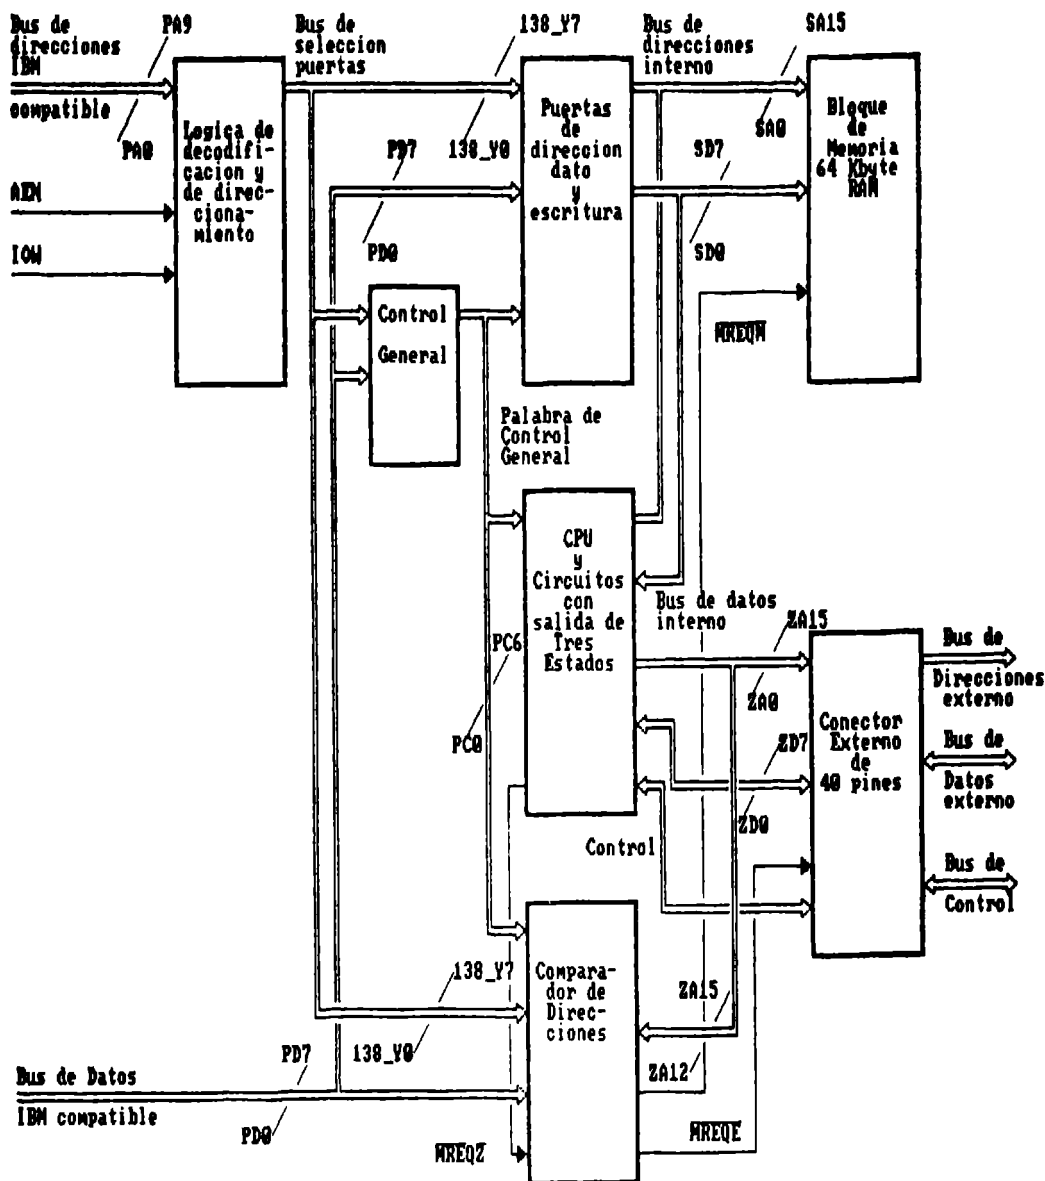 Bus de
direcciones
IBM
compatible
PA9
PA0
AEN
IOW
Logica de
decodifi-
cacion y
de direc-
ciona-
miento
Bus de
seleccion
puertas
138_Y7
138_Y0
PD7
PD0
Puertas
de
direccion
dato
y
escritura
Bus de
direcciones
interno
SA15
SA0
SD7
SD0
Bloque
de
Memoria
64 Kbyte
RAM
MREQM
Control
General
Palabra de
Control
General
CPU
y
Circuitos
con
salida de
Tres
Estados
Bus de datos
interno
PC6
PC0
ZA15
ZA0
ZD7
ZD0
Control
Conector
Externo
de
40 pines
Bus de
Direcciones
externo
Bus de
Datos
externo
Bus de
Control
Compara-
dor de
Direc-
ciones
138_Y7
138_Y0
ZA15
ZA12
PD7
PD0
Bus de Datos
IBM compatible
MREQZ
MREQE